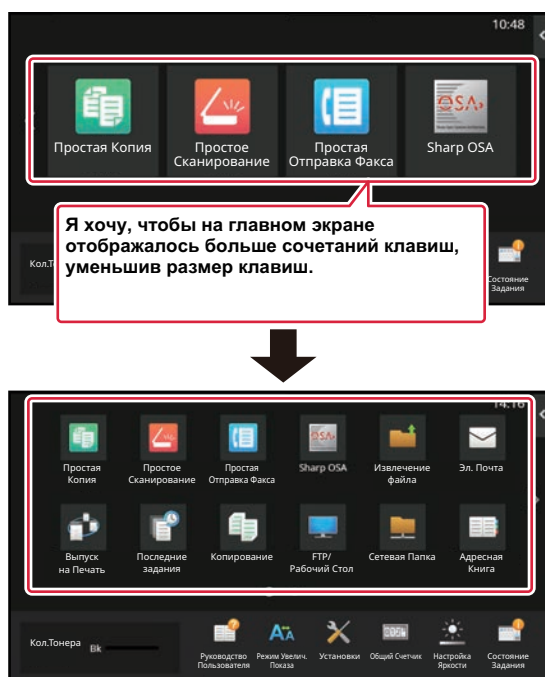 10:48
Простая Копия
Простое
Сканирование
Простая
Отправка Факса
Sharp OSA
Я хочу, чтобы на главном экране
отображалось больше сочетаний клавиш,
уменьшив размер клавиш.
Состояние
Задания
14:16
Простая
Копия
Простое
Сканирование
Простая
Отправка Факса
Sharp OSA
Извлечение
файла
Эл. Почта
Выпуск
на Печать
Последние
задания
Копирование
FTP/
Рабочий Стол
Сетевая Папка
Адресная
Книга
Кол.Тонера
Bk
Руководство
Пользователя
Режим Увелич.
Показа
Установки
Общий Счетчик
Настройка
Яркости
Состояние
Задания